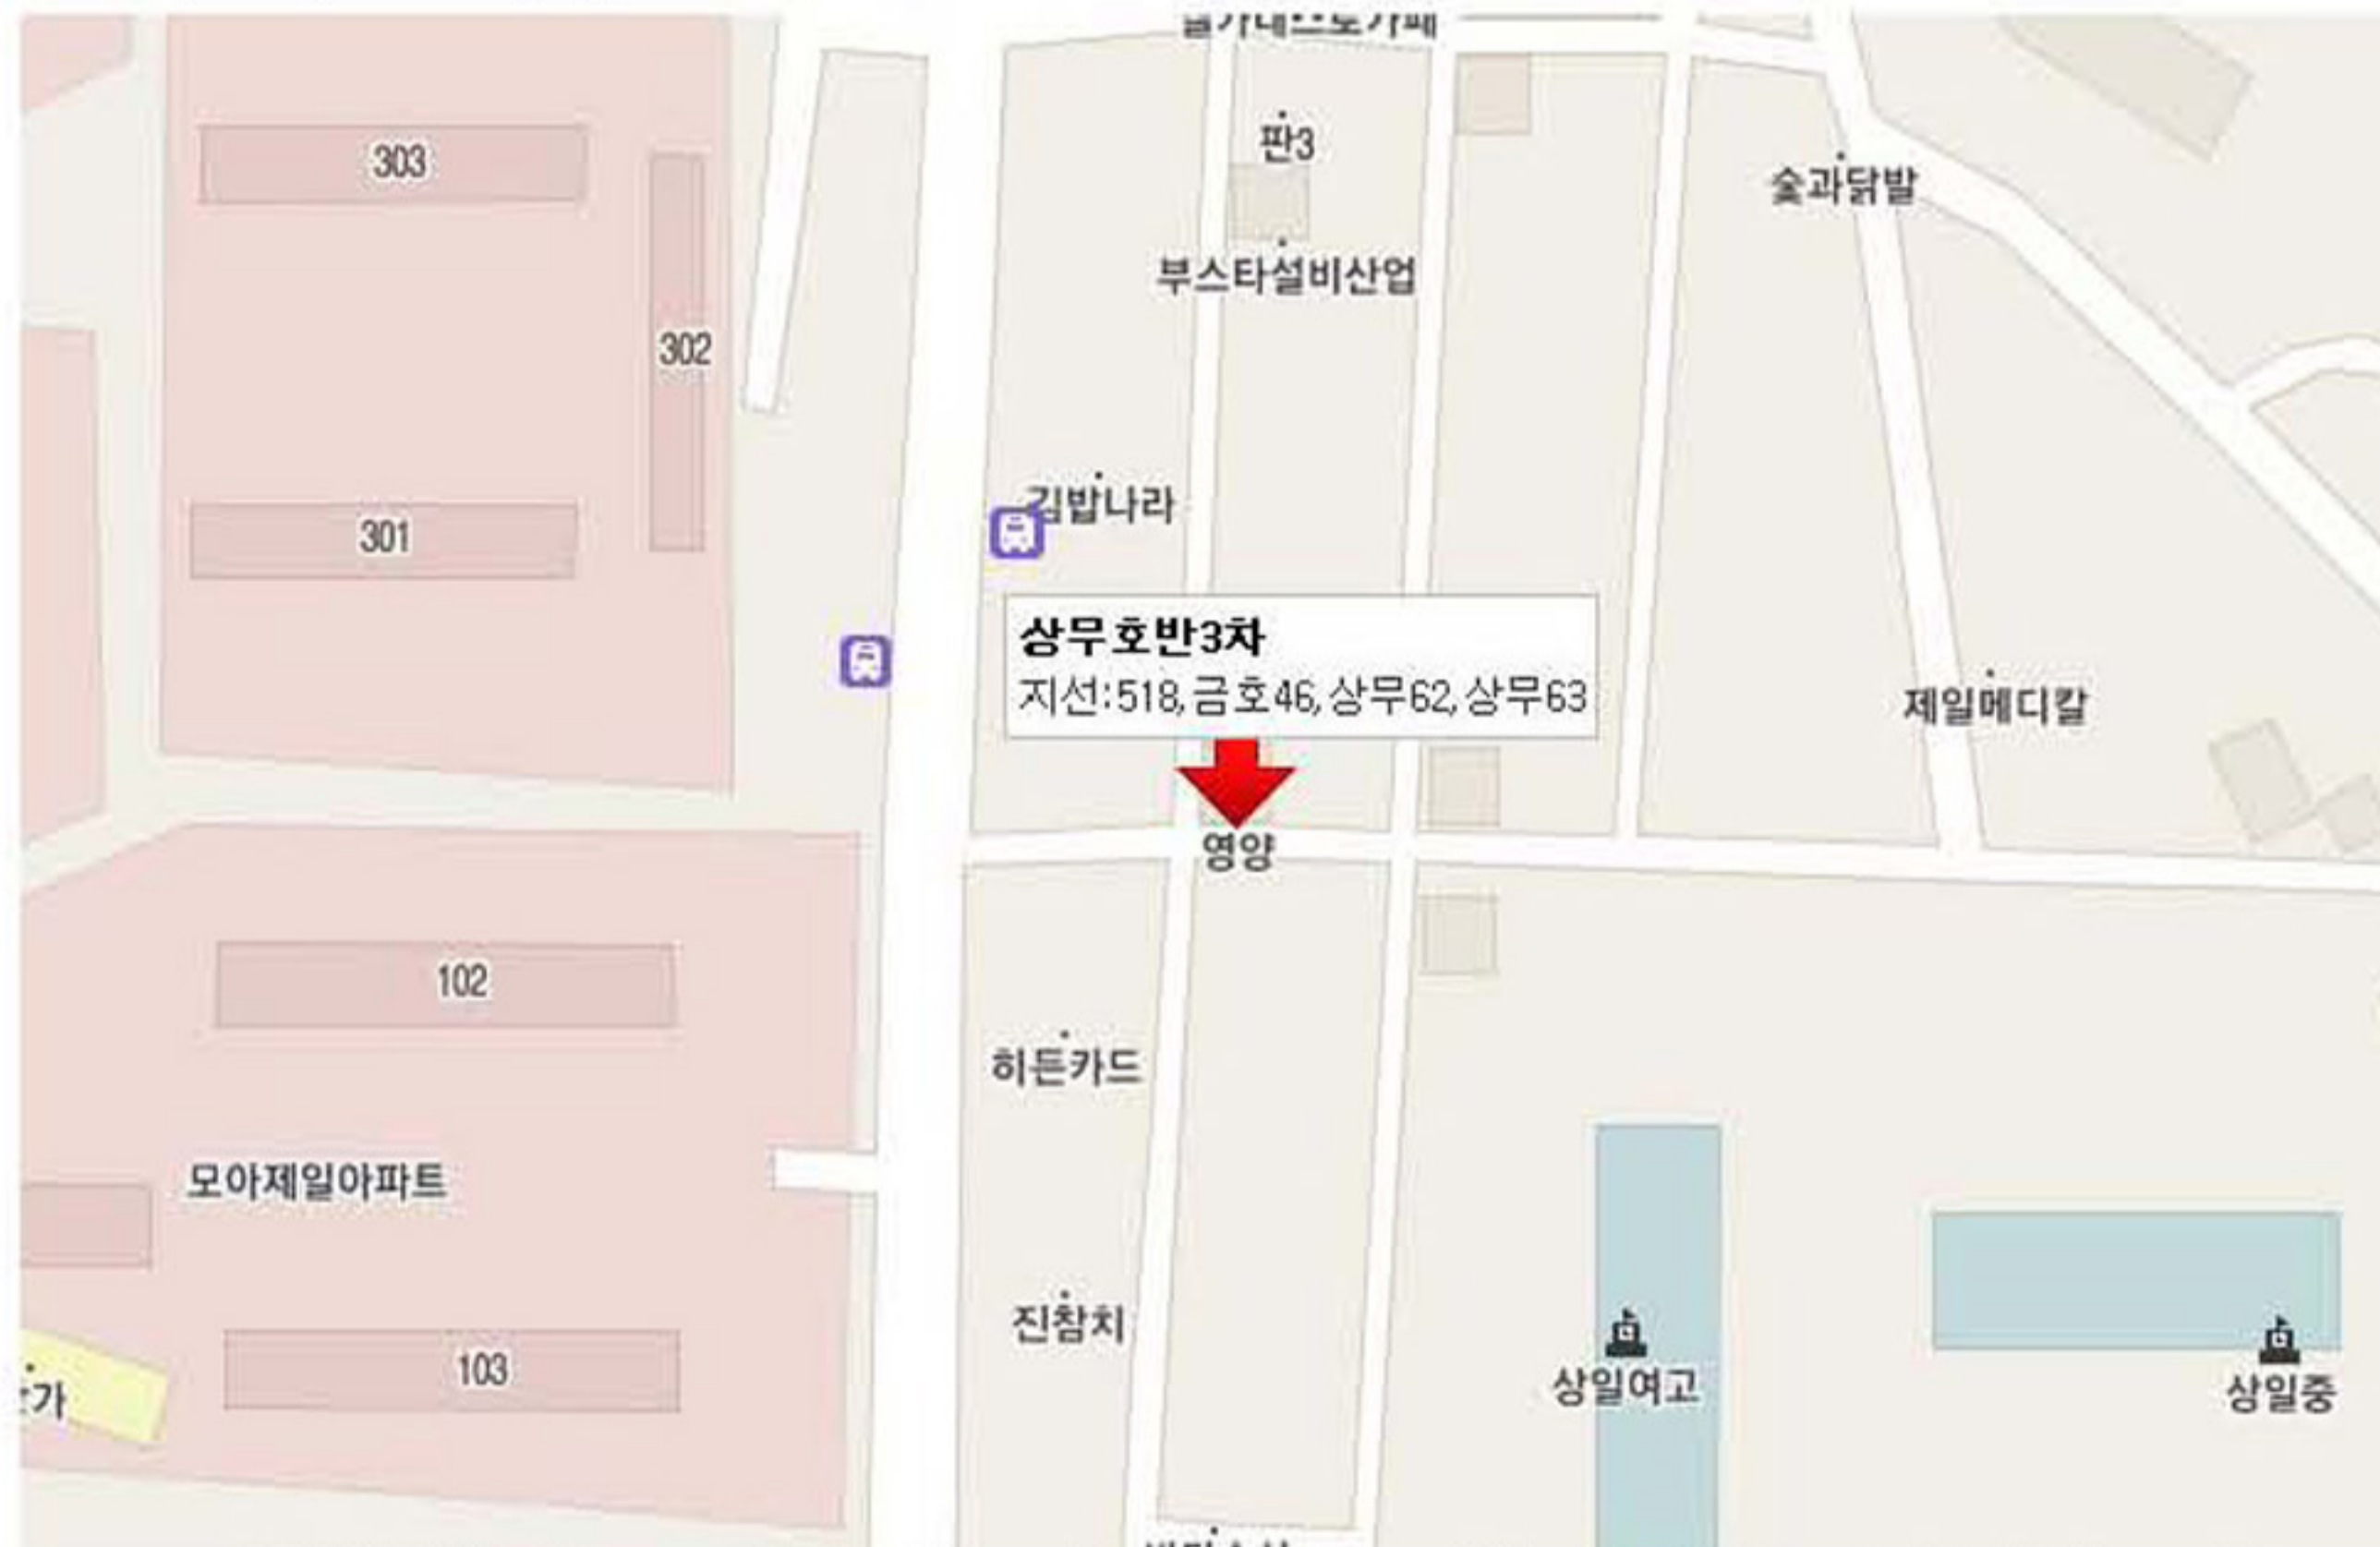 판3
303
숯과닭발
부스타설비산업
302
김밥나라
301
상무호반3차
지선:518,금호46,상무62,상무63
제일메디칼
영양
102
히든카드
모아제일아파트
진참치
103
상일여고
상일중
가